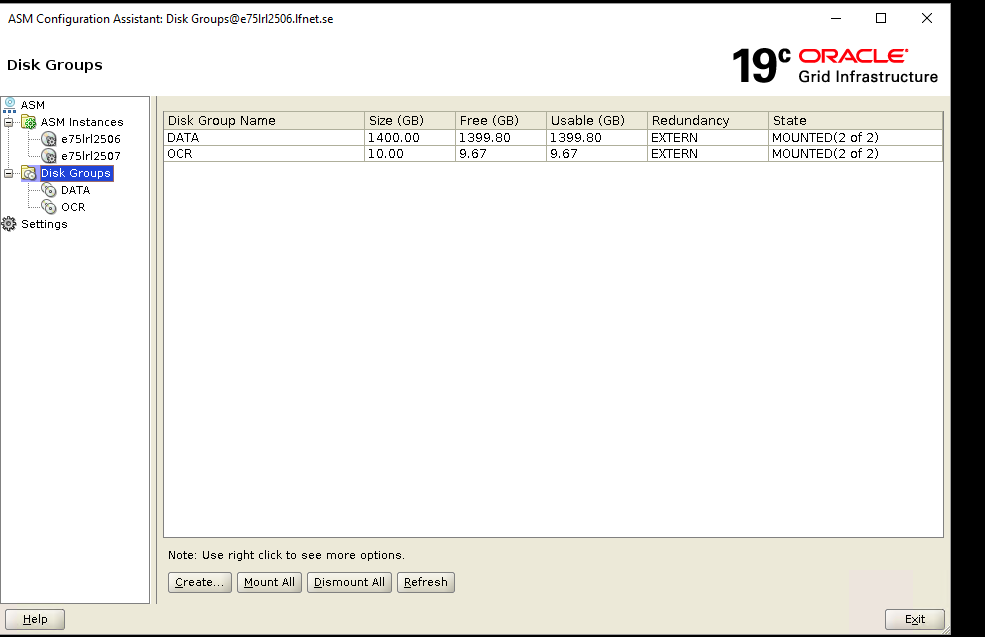 ASM Configuration Assistant: Disk Groups@e75lrl2506.lfnet.se
Disk Groups
19c ORACLE
Grid Infrastructure
ASM
ASM Instances
e75lrl2506
e75lrl2507
Disk Groups
DATA
OCR
Settings
Disk Group Name Size (GB) Free (GB) Usable (GB) Redundancy State
DATA 1400.00 1399.80 1399.80 EXTERN MOUNTED(2 of 2)
OCR 10.00 9.67 9.67 EXTERN MOUNTED(2 of 2)
Note: Use right click to see more options.
Create... Mount All Dismount All Refresh
Help Exit